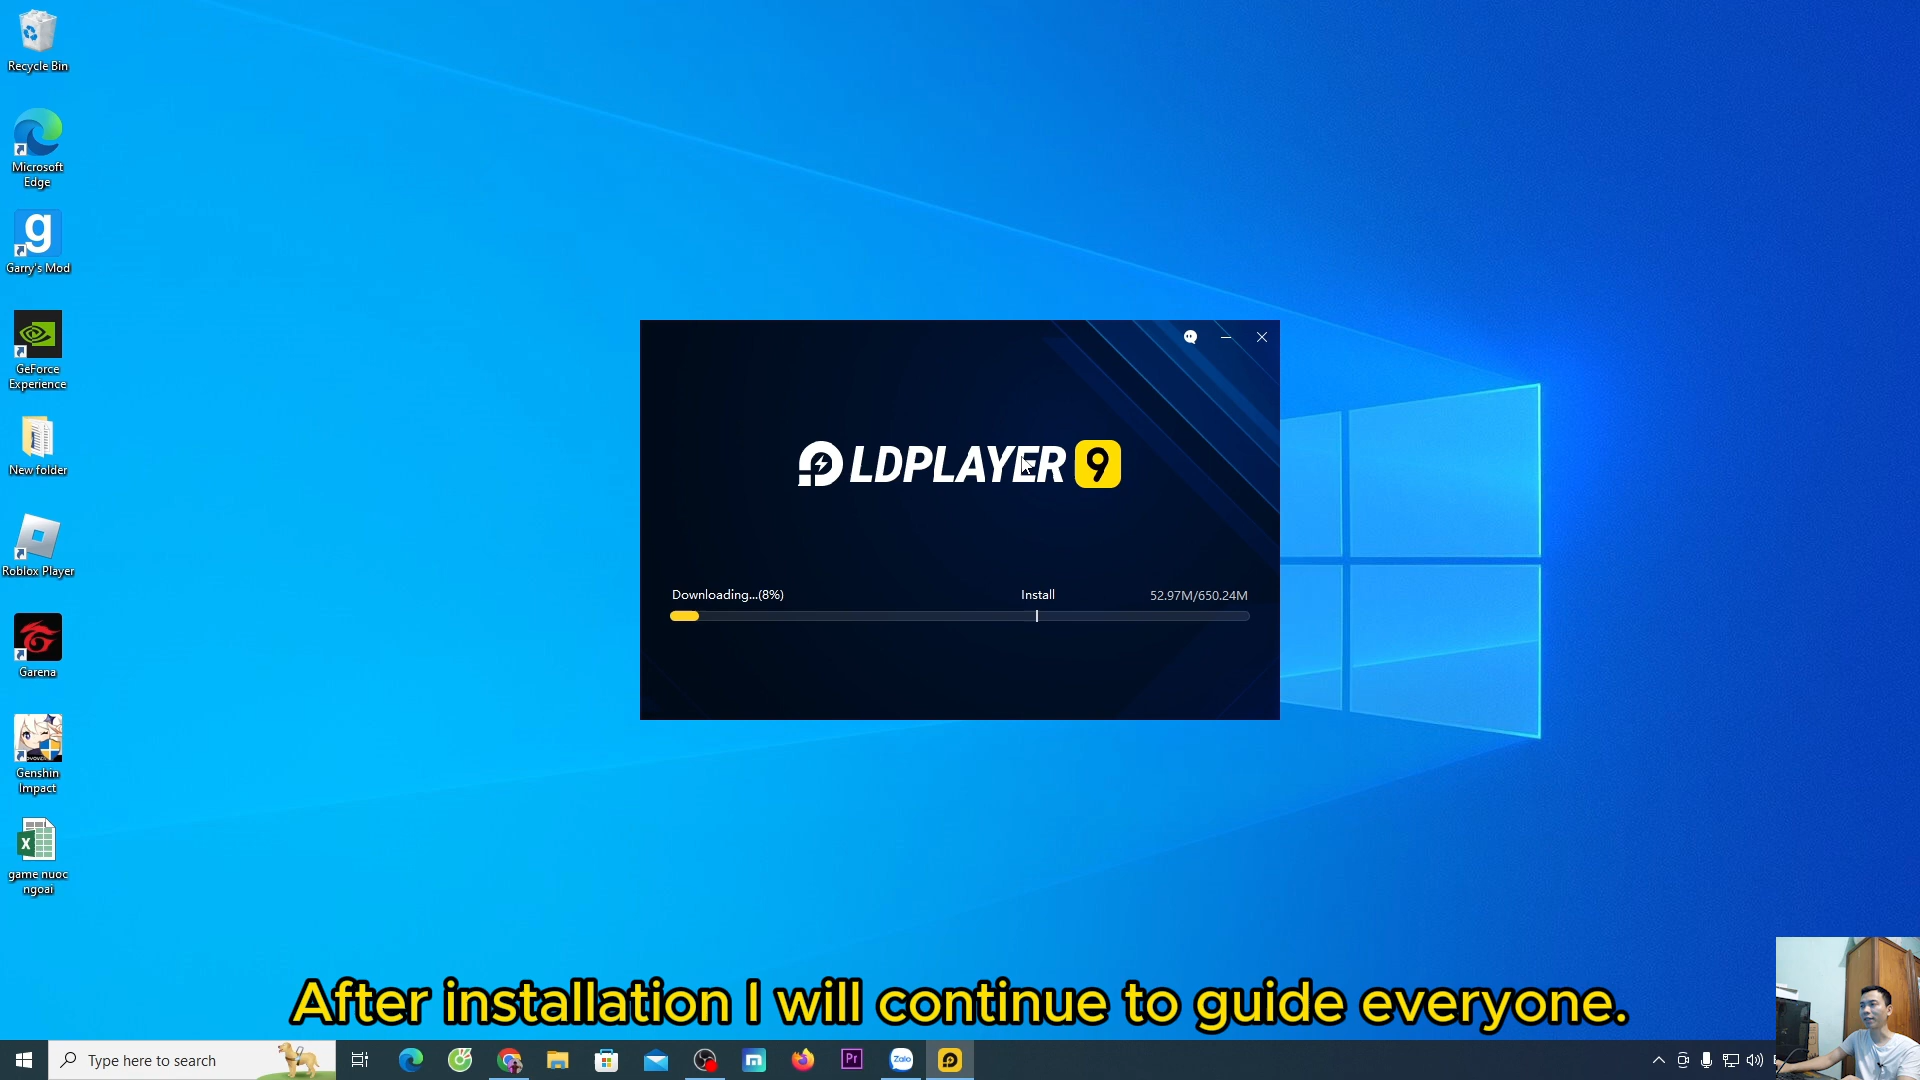 Recycle Bin
Microsoft
Edge
g
Garry's Mod
GeForce
Experience
New folder
Roblox Player
Garena
Genshin
Impact
X
game nuoc
ngoai
LDPLAYER 9
Downloading...(8%)
Install
52.97M/650.24M
After installation I will continue to guide everyone.
Type here to search
Pr
Zalo